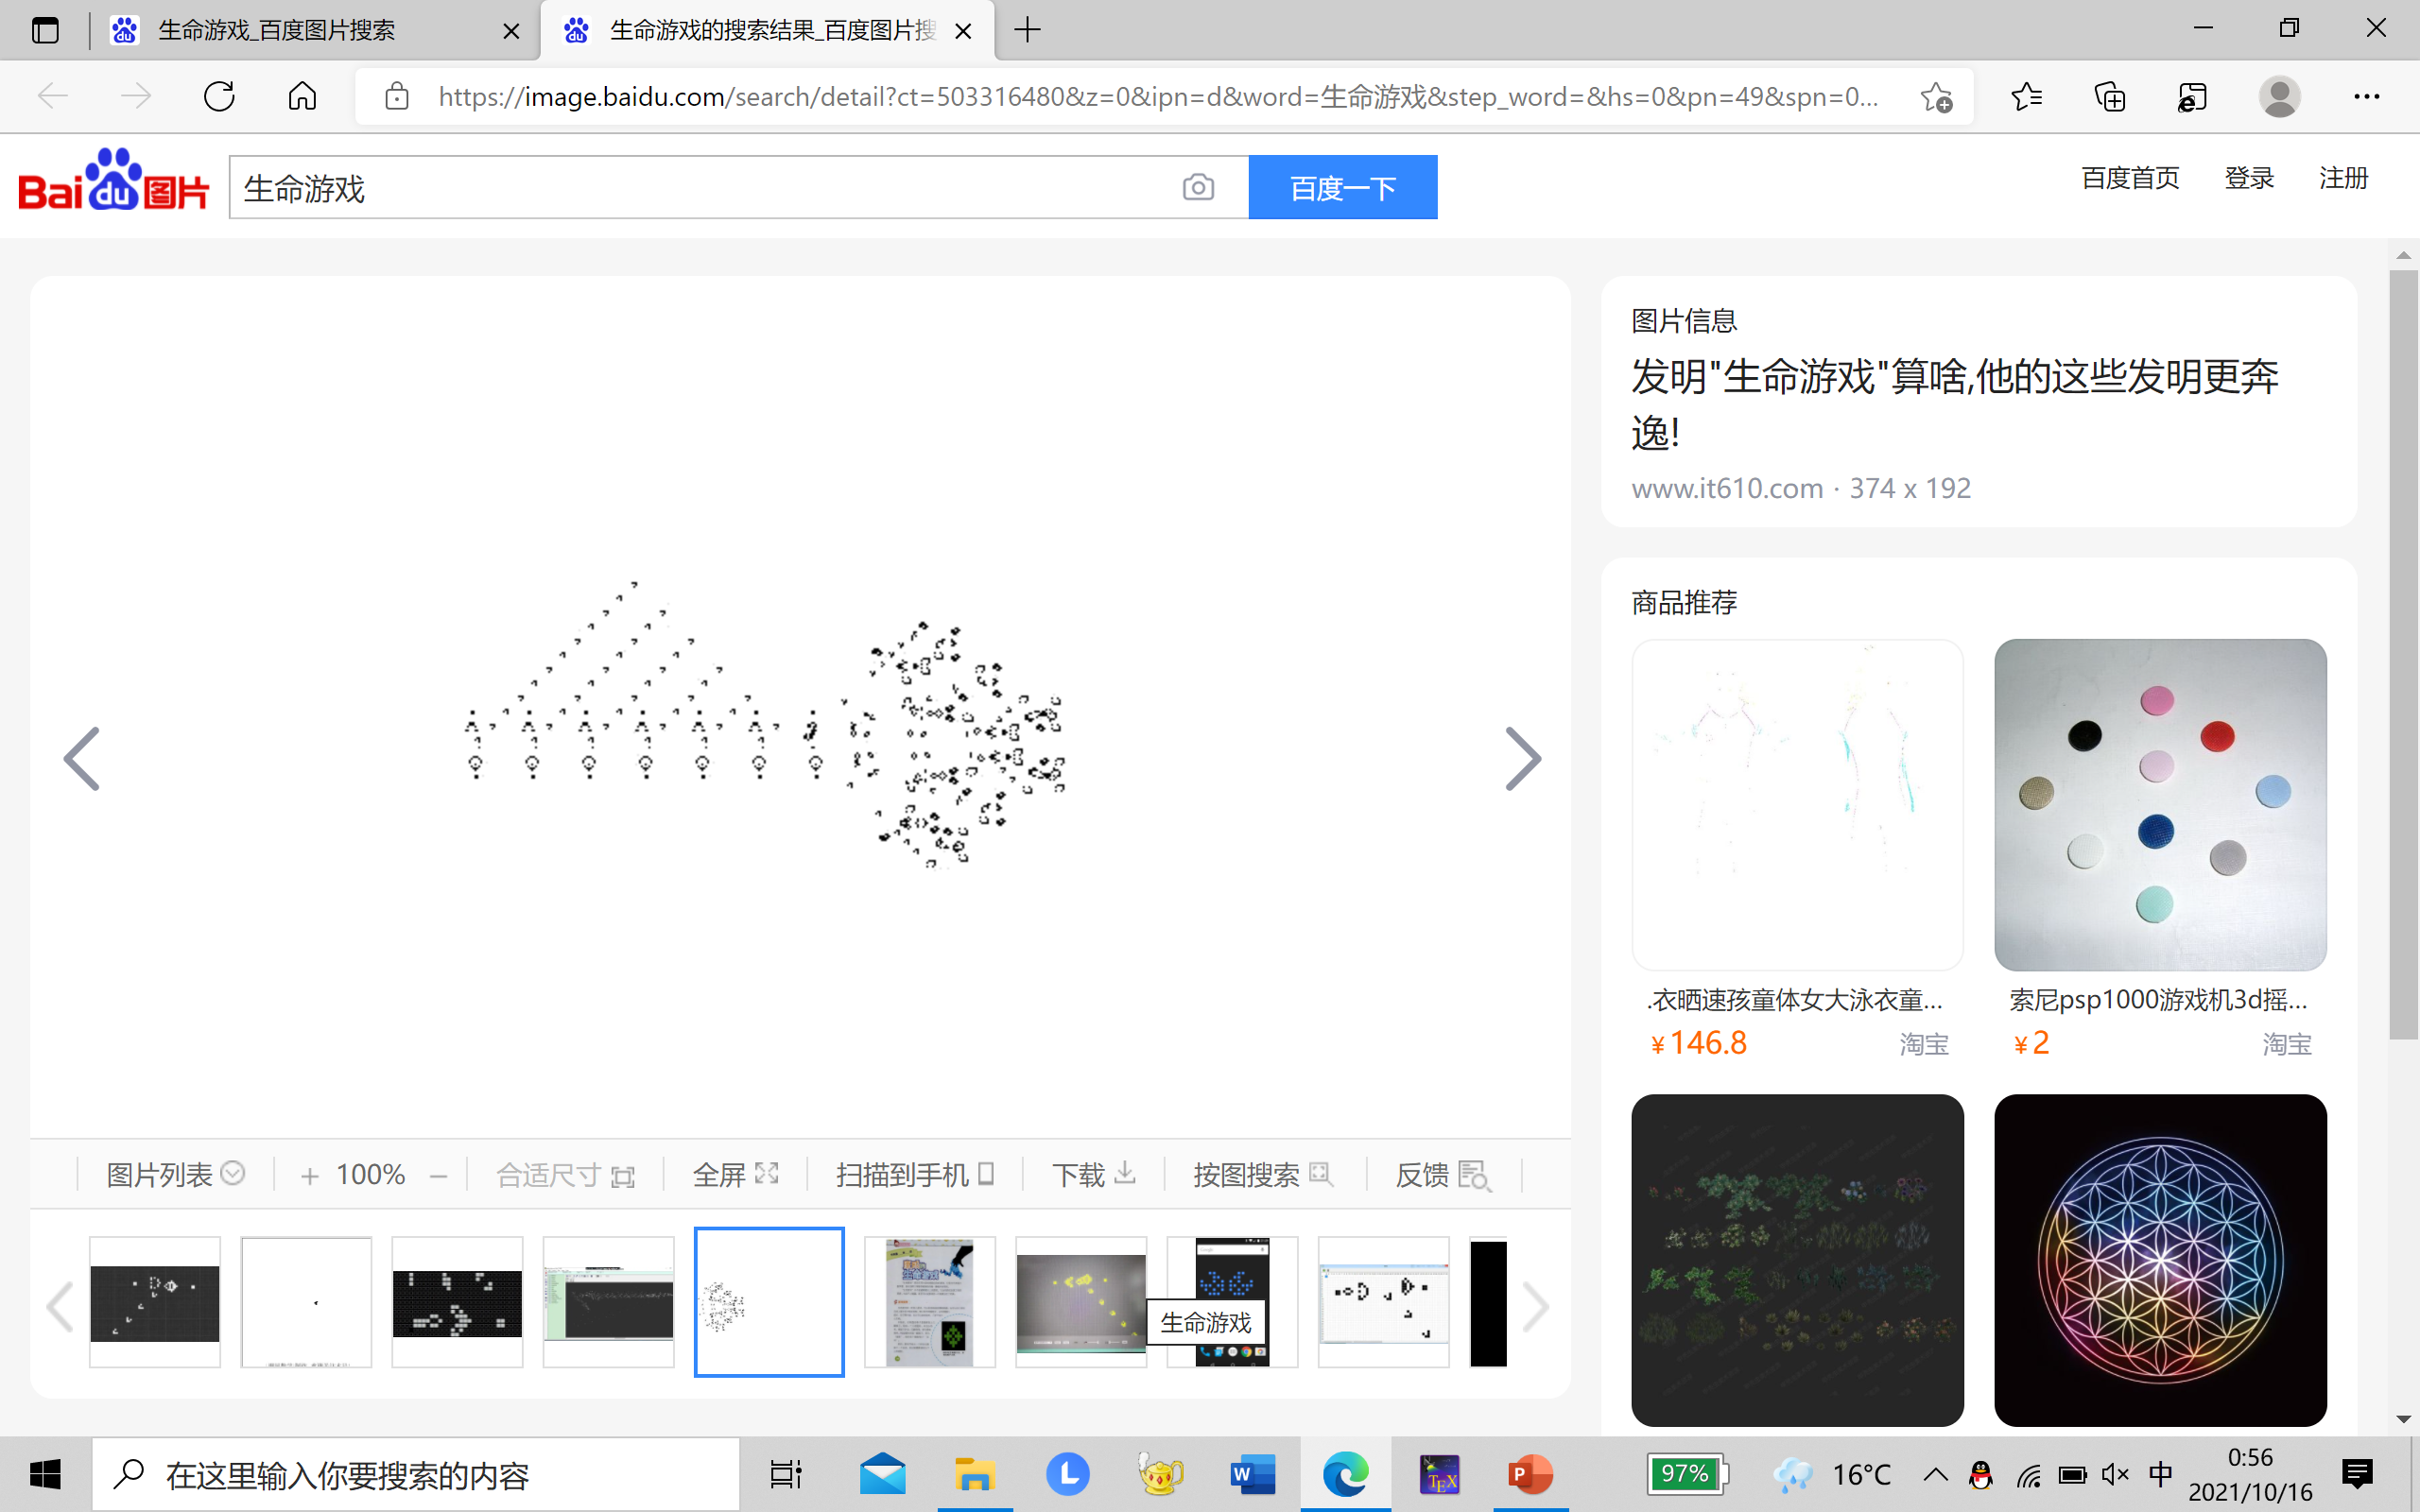 生命游戏_百度图片搜索
生命游戏的搜索结果_百度图片搜
https://image.baidu.com/search/detail?ct=503316480&z=0&ipn=d&word=生命游戏&step_word=&hs=0&pn=49&spn=0...
Bai du 图片
生命游戏
百度一下
百度首页 登录 注册
图片信息
发明"生命游戏"算啥,他的这些发明更奔
逸!
www.it610.com · 374 x 192
商品推荐
.衣晒速孩童体女大泳衣童...
¥146.8 淘宝
索尼psp1000游戏机3d摇...
¥2 淘宝
图片列表 + 100% − 合适尺寸 全屏 扫描到手机 下载 按图搜索 反馈
生命游戏
在这里输入你要搜索的内容
97% 16°C 中
0:56
2021/10/16